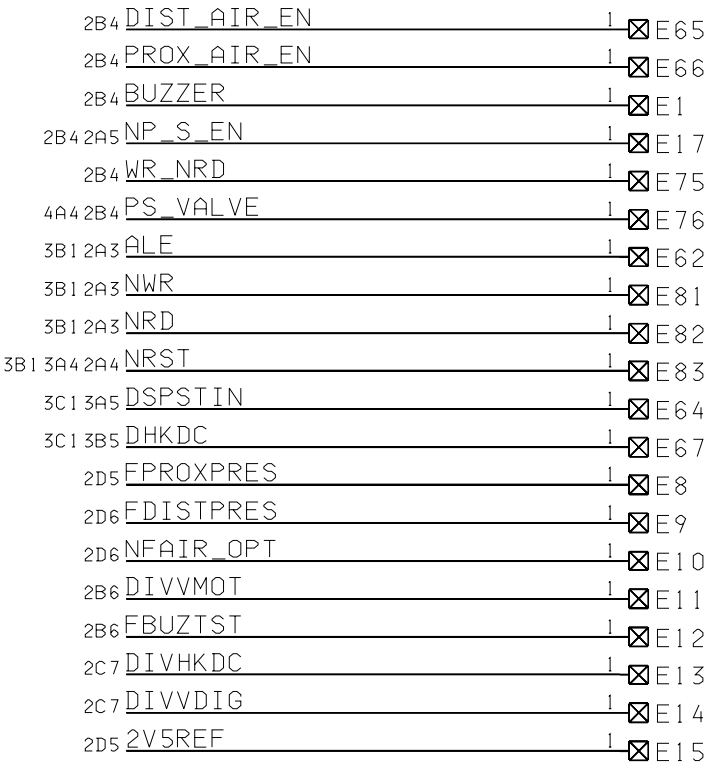 2B4 DIST_AIR_EN 1 E65
2B4 PROX_AIR_EN 1 E66
2B4 BUZZER 1 E1
2B4 2A5 NP_S_EN 1 E17
2B4 WR_NRD 1 E75
4A4 2B4 PS_VALVE 1 E76
3B1 2A3 ALE 1 E62
3B1 2A3 NWR 1 E81
3B1 2A3 NRD 1 E82
3B1 3A4 2A4 NRST 1 E83
3C1 3A5 DSPSTIN 1 E64
3C1 3B5 DHKDC 1 E67
2D5 FPROXPRES 1 E8
2D6 FDISTPRES 1 E9
2D6 NFAIR_OPT 1 E10
2B6 DIVVMOT 1 E11
2B6 FBUZTST 1 E12
2C7 DIVHKDC 1 E13
2C7 DIVVDIG 1 E14
2D5 2V5REF 1 E15